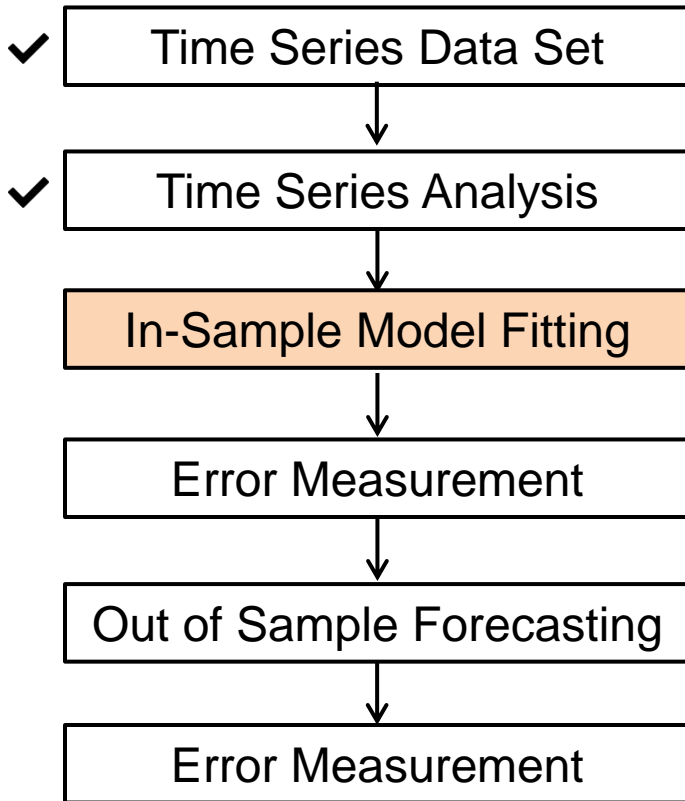 Time Series Data Set
Time Series Analysis
In-Sample Model Fitting
Error Measurement
Out of Sample Forecasting
Error Measurement